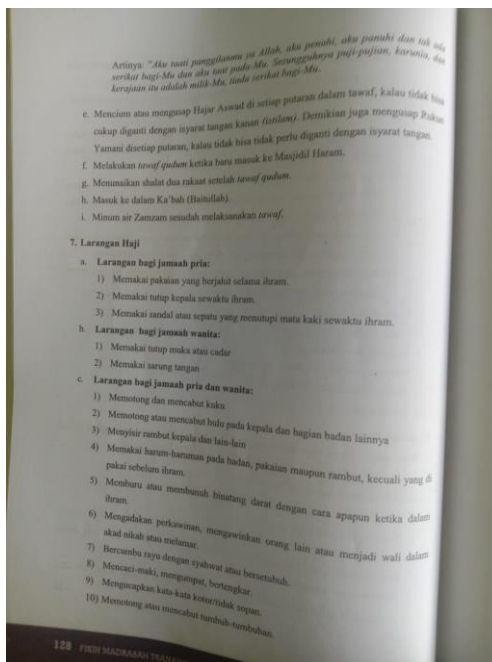 Artinya: "Aku taati panggilanmu ya Allah, aku penuhi, aku panuhi dan tak ada
serikat bagi-Mu dan aku taat pada-Mu. Sesungguhnya puji-pujian, karunia, dan
kerajaan itu adalah milik-Mu, tiada serikat bagi-Mu.
e. Mencium atau mengusap Hajar Aswad di setiap putaran dalam tawaf, kalau tidak bisa
cukup diganti dengan isyarat tangan kanan (istilam). Demikian juga mengusap Rukun
Yamani disetiap putaran, kalau tidak bisa tidak perlu diganti dengan isyarat tangan.
f. Melakukan tawaf qudum ketika baru masuk ke Masjidil Haram.
g. Menunaikan shalat dua rakaat setelah tawaf qudum.
h. Masuk ke dalam Ka'bah (Baitullah).
i. Minum air Zamzam sesudah melaksanakan tawaf.
7. Larangan Haji
a. Larangan bagi jamaah pria:
1) Memakai pakaian yang berjahit selama ihram.
2) Memakai tutup kepala sewaktu ihram.
3) Memakai sandal atau sepatu yang menutupi mata kaki sewaktu ihram.
b. Larangan bagi jamaah wanita:
1) Memakai tutup muka atau cadar
2) Memakai sarung tangan
c. Larangan bagi jamaah pria dan wanita:
1) Memotong dan mencabut kuku
2) Memotong atau mencabut bulu pada kepala dan bagian badan lainnya
3) Menyisir rambut kepala dan lain-lain
4) Memakai harum-haruman pada badan, pakaian maupun rambut, kecuali yang di
pakai sebelum ihram.
5) Memburu atau membunuh binatang darat dengan cara apapun ketika dalam
ihram.
6) Mengadakan perkawinan, mengawinkan orang lain atau menjadi wali dalam
akad nikah atau melamar.
7) Bercumbu rayu dengan syahwat atau bersetubuh.
8) Mencaci-maki, mengumpat, bertengkar.
9) Mengucapkan kata-kata kotor/tidak sopan.
10) Memotong atau mencabut tumbuh-tumbuhan.
128 FIKIH MADRASAH